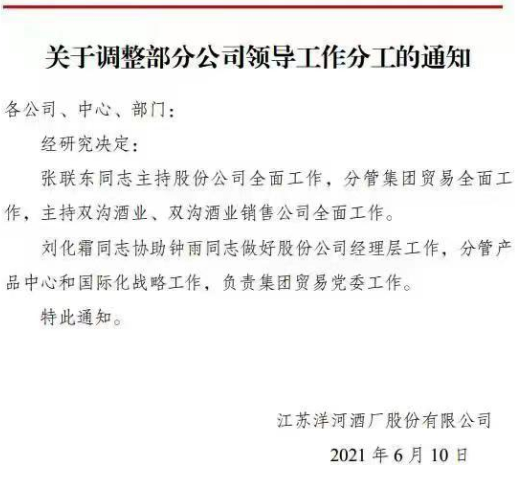 关于调整部分公司领导工作分工的通知
各公司、中心、部门：
经研究决定：
张联东同志主持股份公司全面工作，分管集团贸易全面工
作，主持双沟酒业、双沟酒业销售公司全面工作。
刘化霜同志协助钟雨同志做好股份公司经理层工作，分管产
品中心和国际化战略工作，负责集团贸易党委工作。
特此通知。
江苏洋河酒厂股份有限公司
2021 年 6 月 10 日